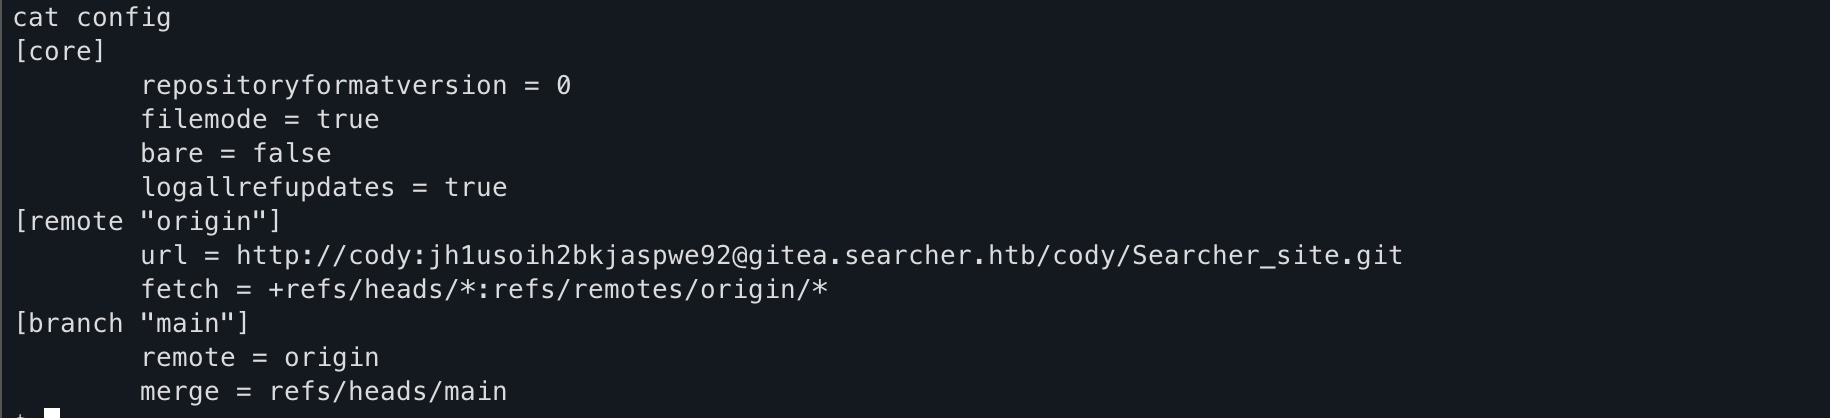 cat config
[core]
        repositoryformatversion = 0
        filemode = true
        bare = false
        logallrefupdates = true
[remote "origin"]
        url = http://cody:jh1usoih2bkjaspwe92@gitea.searcher.htb/cody/Searcher_site.git
        fetch = +refs/heads/*:refs/remotes/origin/*
[branch "main"]
        remote = origin
        merge = refs/heads/main